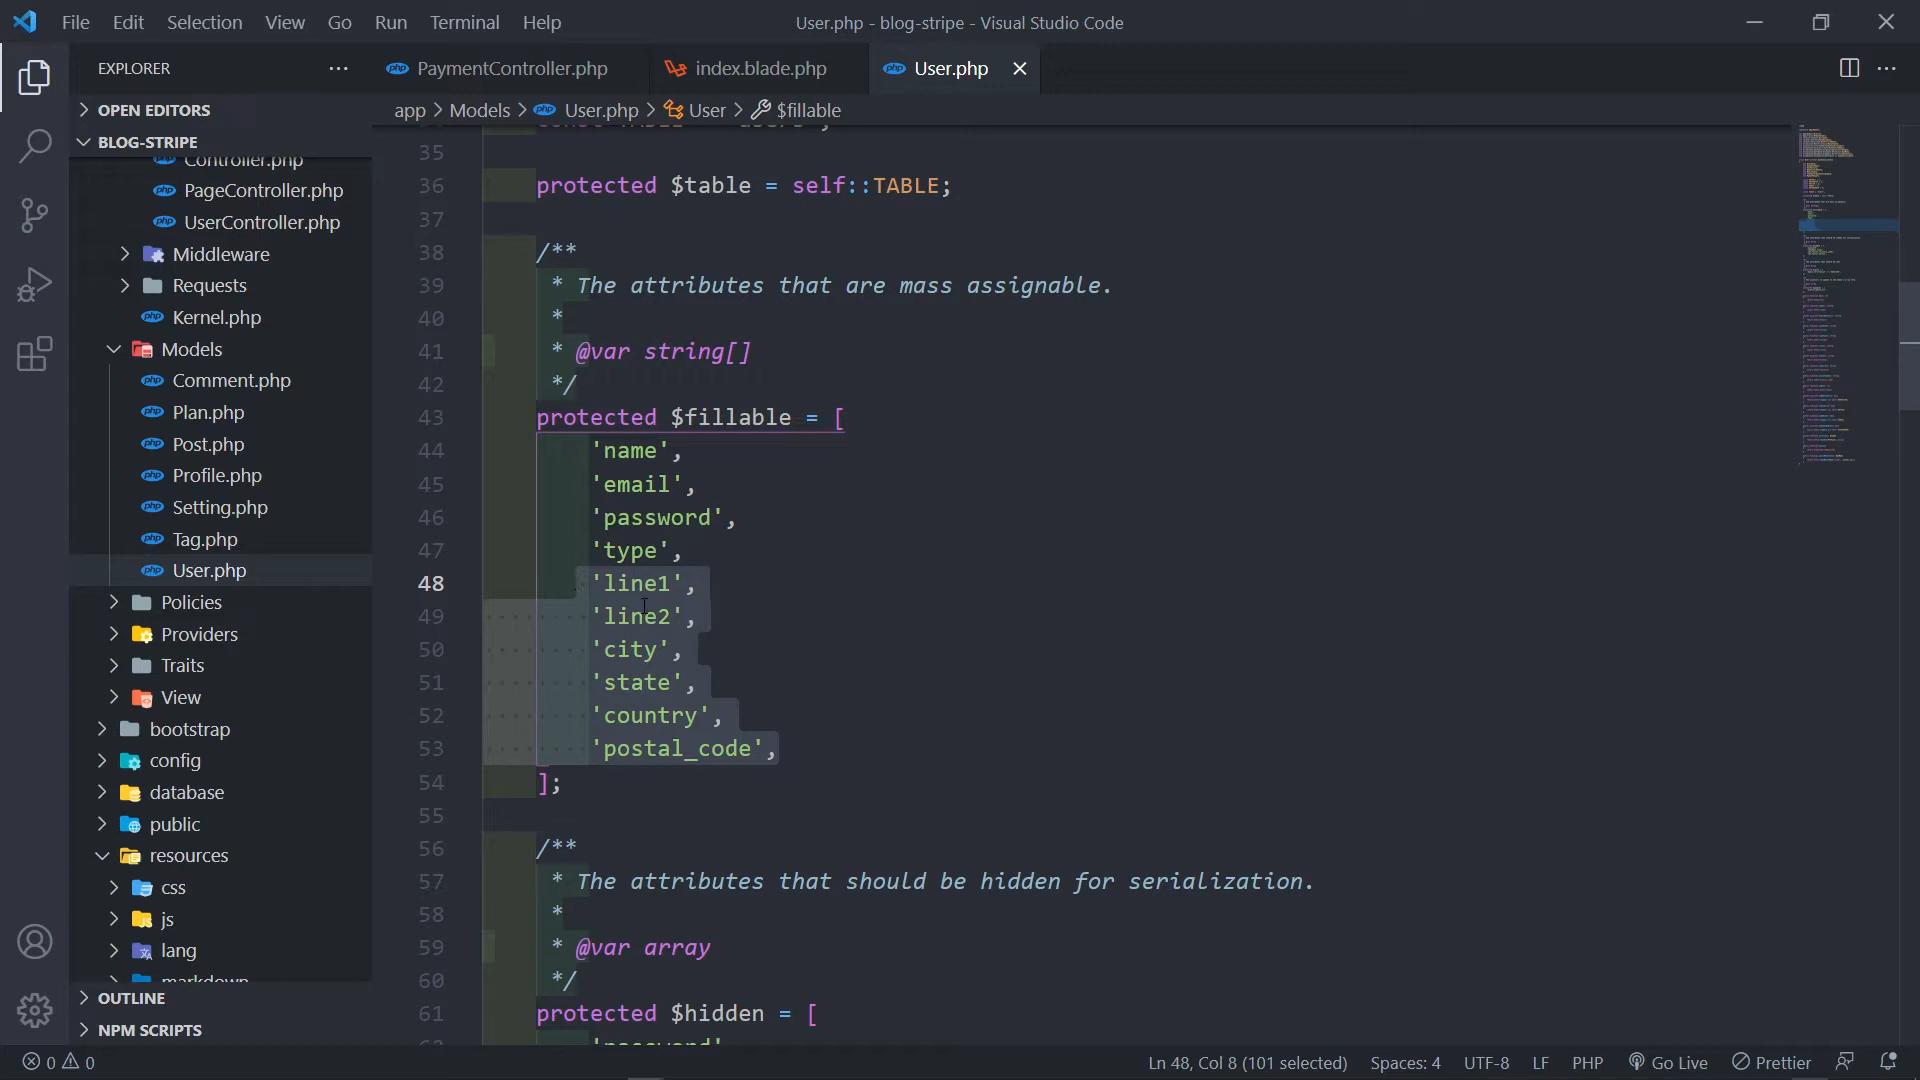 File Edit Selection View Go Run Terminal Help
User.php - blog-stripe - Visual Studio Code
EXPLORER
PaymentController.php
index.blade.php
User.php
OPEN EDITORS
app > Models > User.php > User > $fillable
BLOG-STRIPE
Controller.php
PageController.php
UserController.php
Middleware
Requests
Kernel.php
Models
Comment.php
Plan.php
Post.php
Profile.php
Setting.php
Tag.php
User.php
Policies
Providers
Traits
View
bootstrap
config
database
public
resources
css
js
lang
markdown
OUTLINE
NPM SCRIPTS
35
36 protected $table = self::TABLE;
37
38 /**
39 * The attributes that are mass assignable.
40 *
41 * @var string[]
42 */
43 protected $fillable = [
44 'name',
45 'email',
46 'password',
47 'type',
48 'line1',
49 'line2',
50 'city',
51 'state',
52 'country',
53 'postal_code',
54 ];
55
56 /**
57 * The attributes that should be hidden for serialization.
58 *
59 * @var array
60 */
61 protected $hidden = [
'password'
0 0
Ln 48, Col 8 (101 selected) Spaces: 4 UTF-8 LF PHP Go Live Prettier